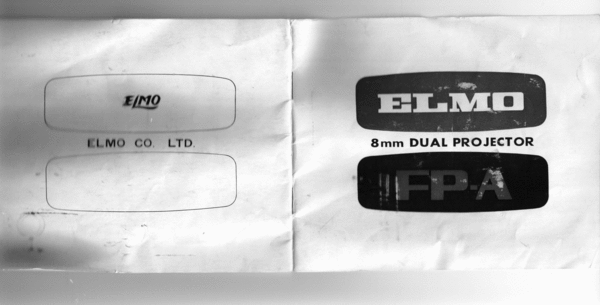 ELMO
ELMO CO. LTD.
ELMO
8mm DUAL PROJECTOR
FP-A